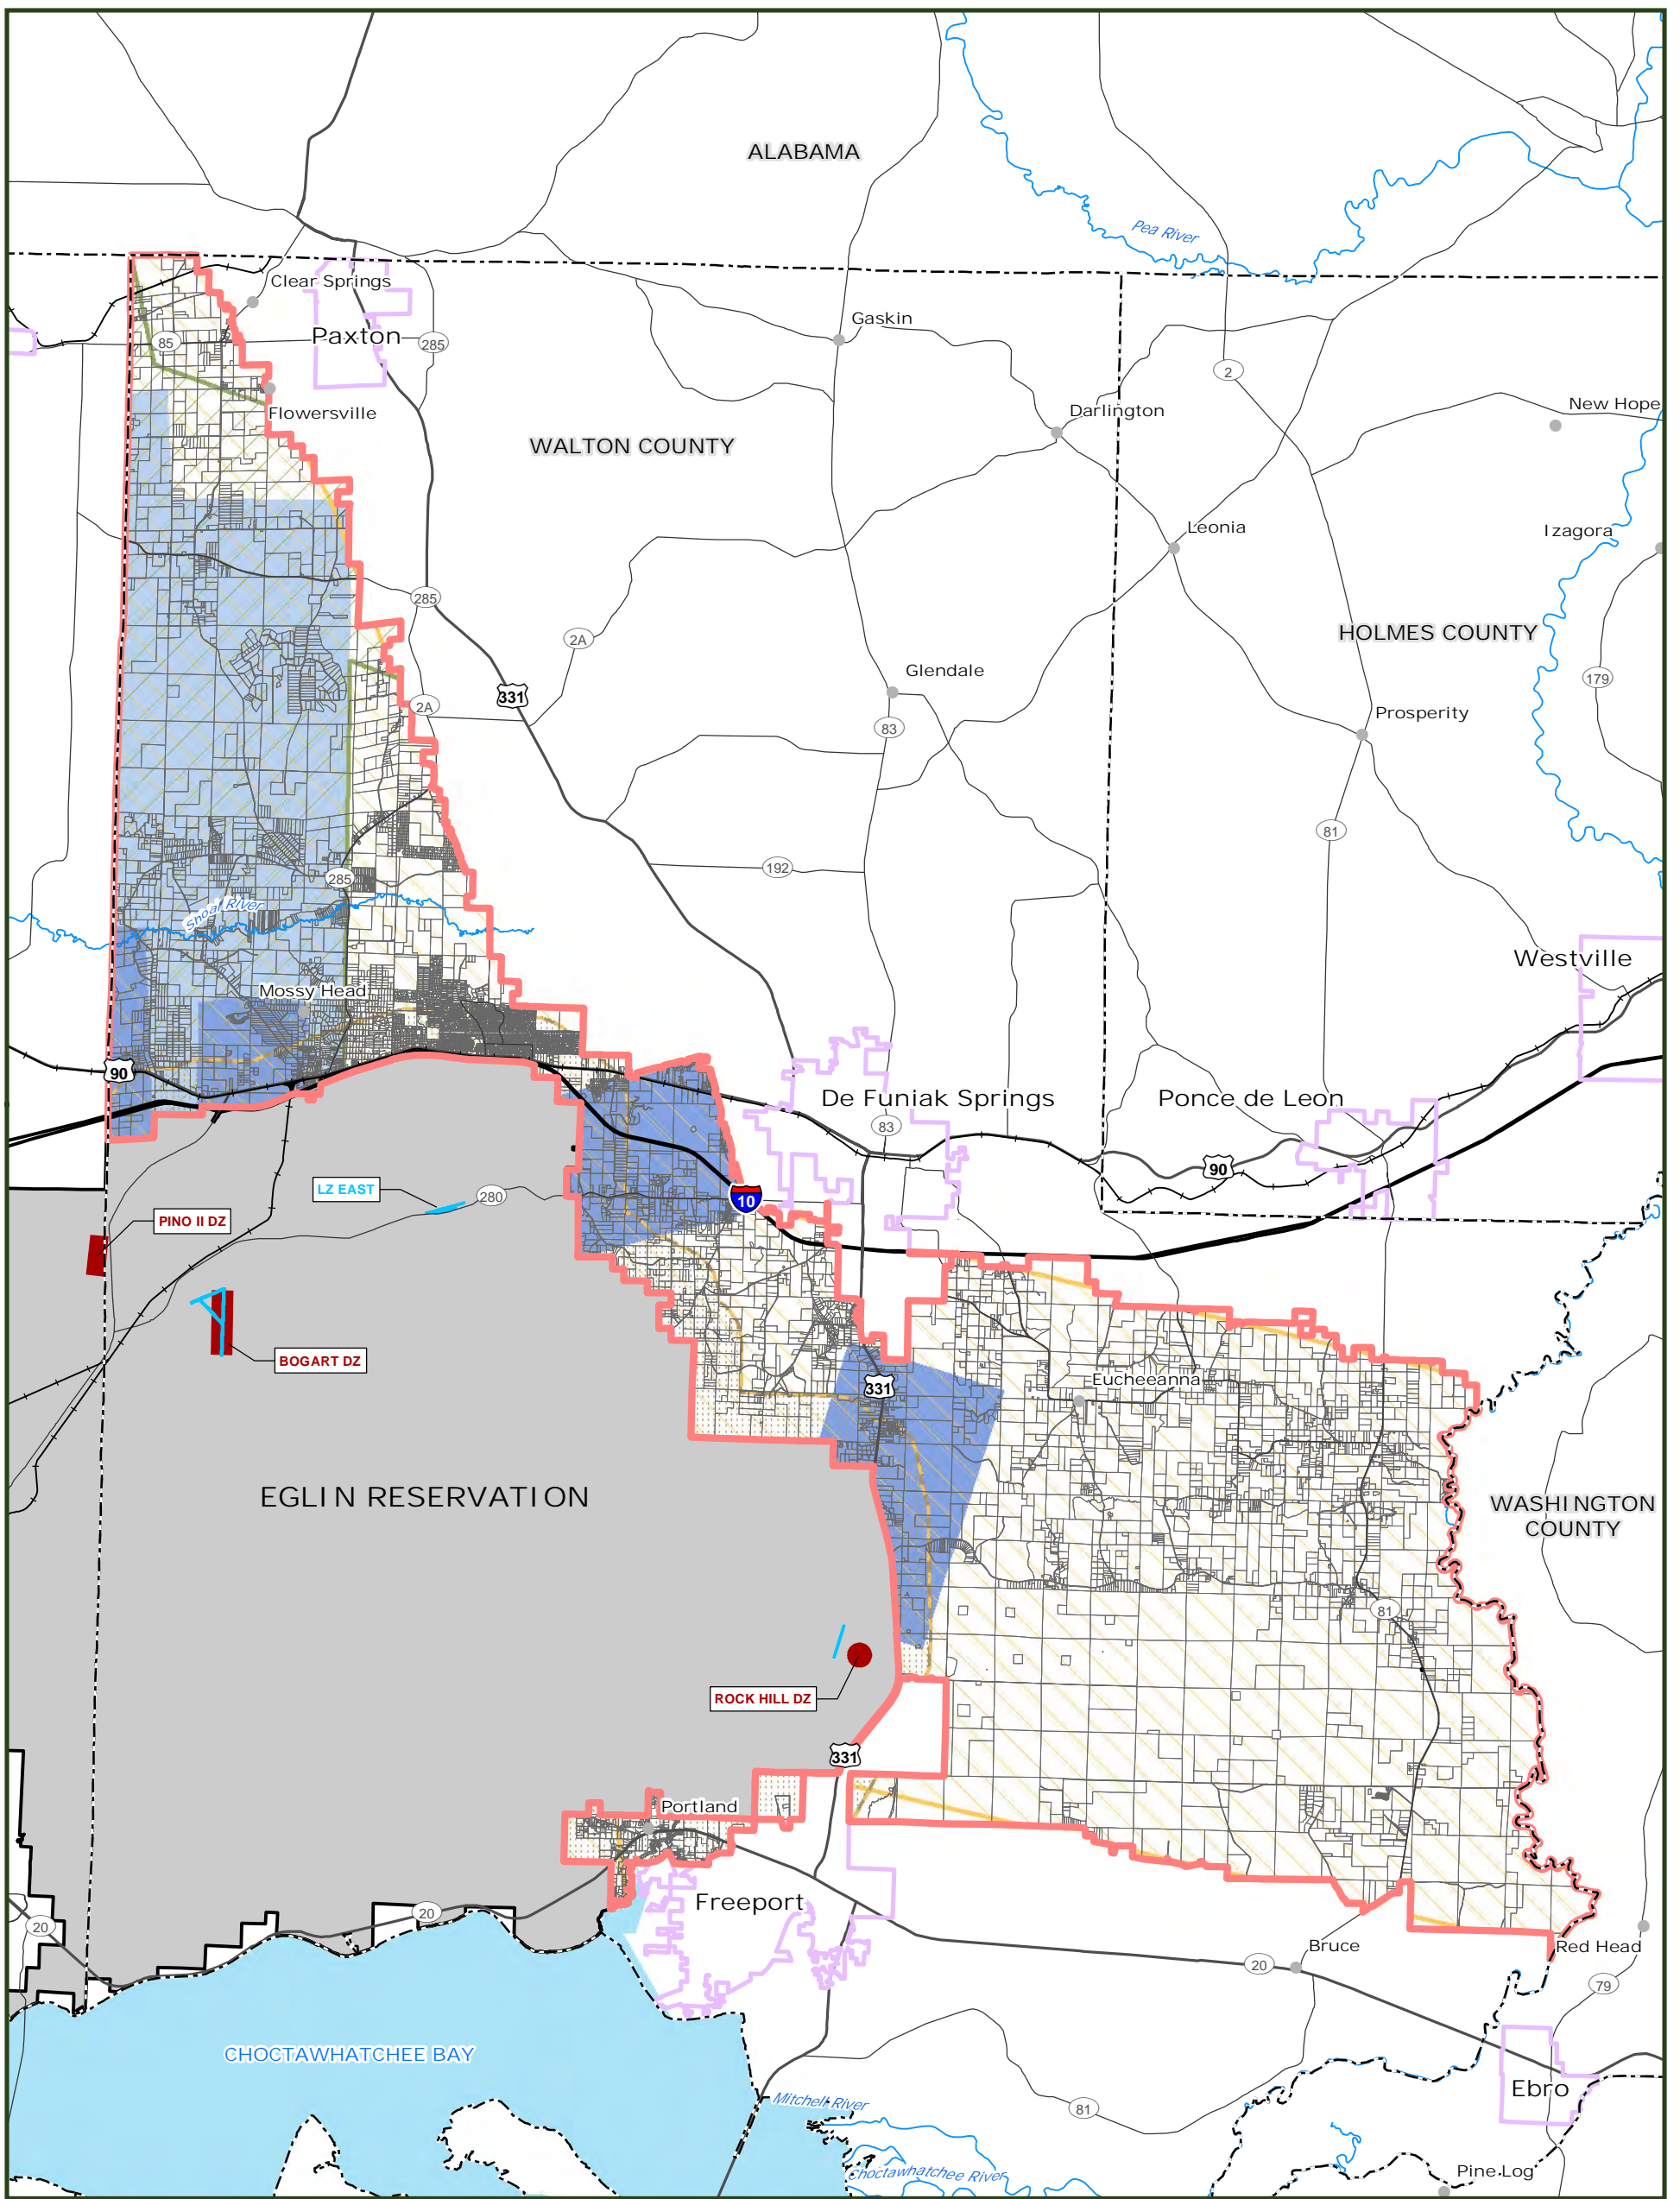 ALABAMA
Pea River
Clear Springs
Paxton
85
285
Gaskin
2
Flowersville
Darlington
New Hope
WALTON COUNTY
Leonia
Izagora
285
2A
HOLMES COUNTY
331
Glendale
179
2A
83
Prosperity
81
192
285
Shoal River
Westville
Mossy Head
90
De Funiak Springs
Ponce de Leon
83
90
LZ EAST
280
10
PINO II DZ
BOGART DZ
331
Eucheeanna
EGLIN RESERVATION
WASHINGTON
COUNTY
81
ROCK HILL DZ
331
Portland
Freeport
20
20
Bruce
20
Red Head
79
CHOCTAWHATCHEE BAY
Mitchell River
81
Ebro
Choctawhatchee River
Pine Log